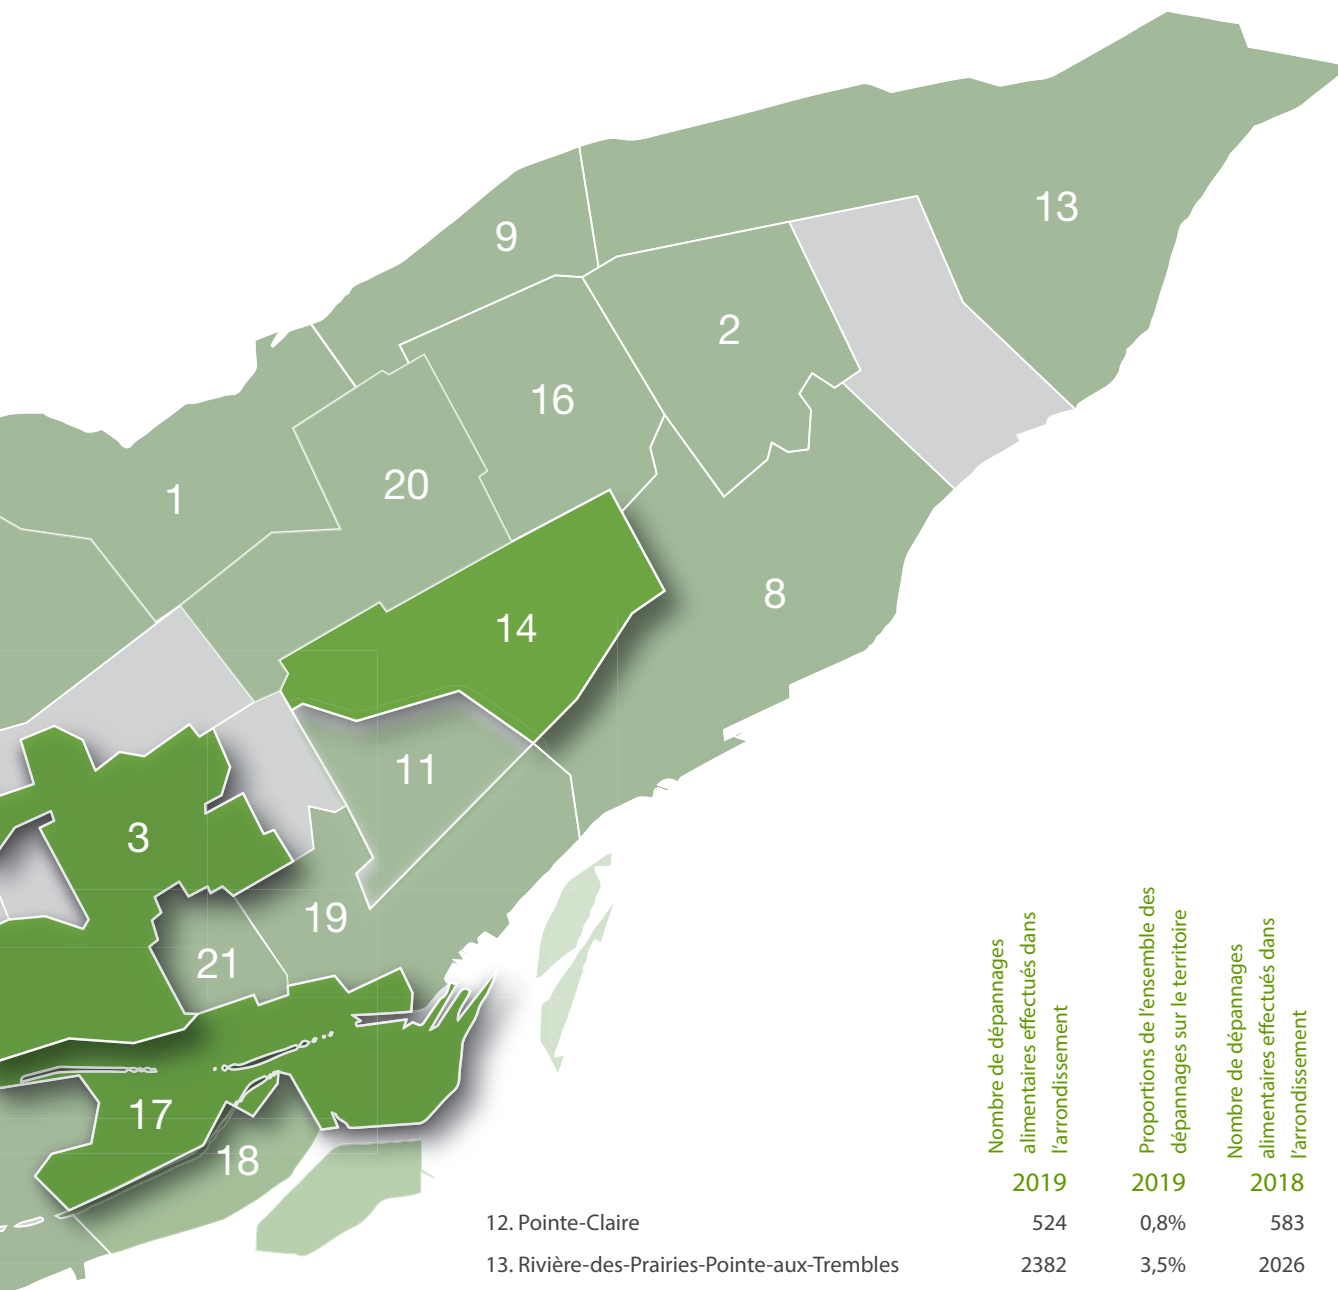 13
9
2
16
20
1
8
14
11
3
19
21
17
18
Nombre de dépannages
alimentaires effectués dans
l'arrondissement
Proportions de l'ensemble des
dépannages sur le territoire
Nombre de dépannages
alimentaires effectués dans
l'arrondissement
2019 2019 2018
12. Pointe-Claire 524 0,8% 583
13. Rivière-des-Prairies-Pointe-aux-Trembles 2382 3,5% 2026